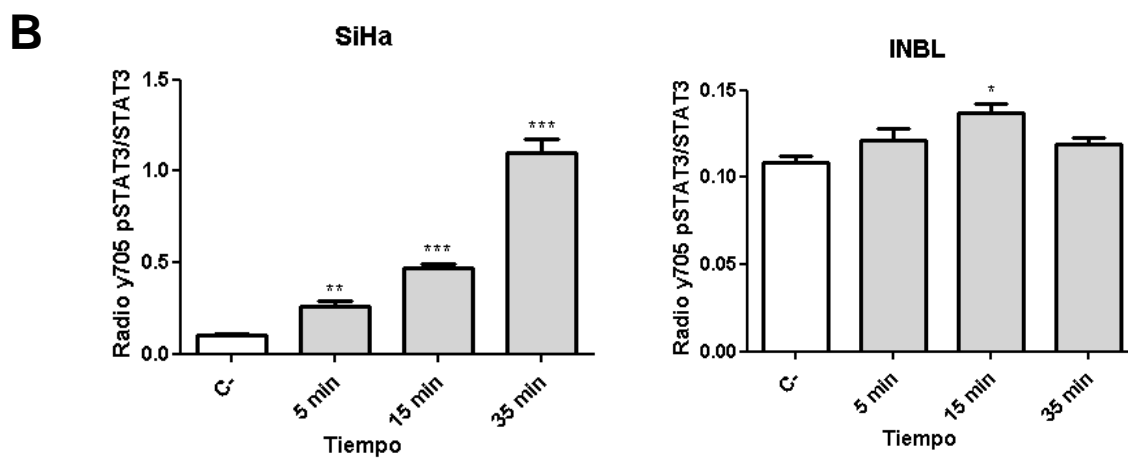 B
SiHa
Radio y705 pSTAT3/STAT3
1.5
1.0
0.5
0.0
**
***
***
C-
5 min
15 min
35 min
Tiempo
INBL
Radio y705 pSTAT3/STAT3
0.15
0.10
0.05
0.00
*
C-
5 min
15 min
35 min
Tiempo